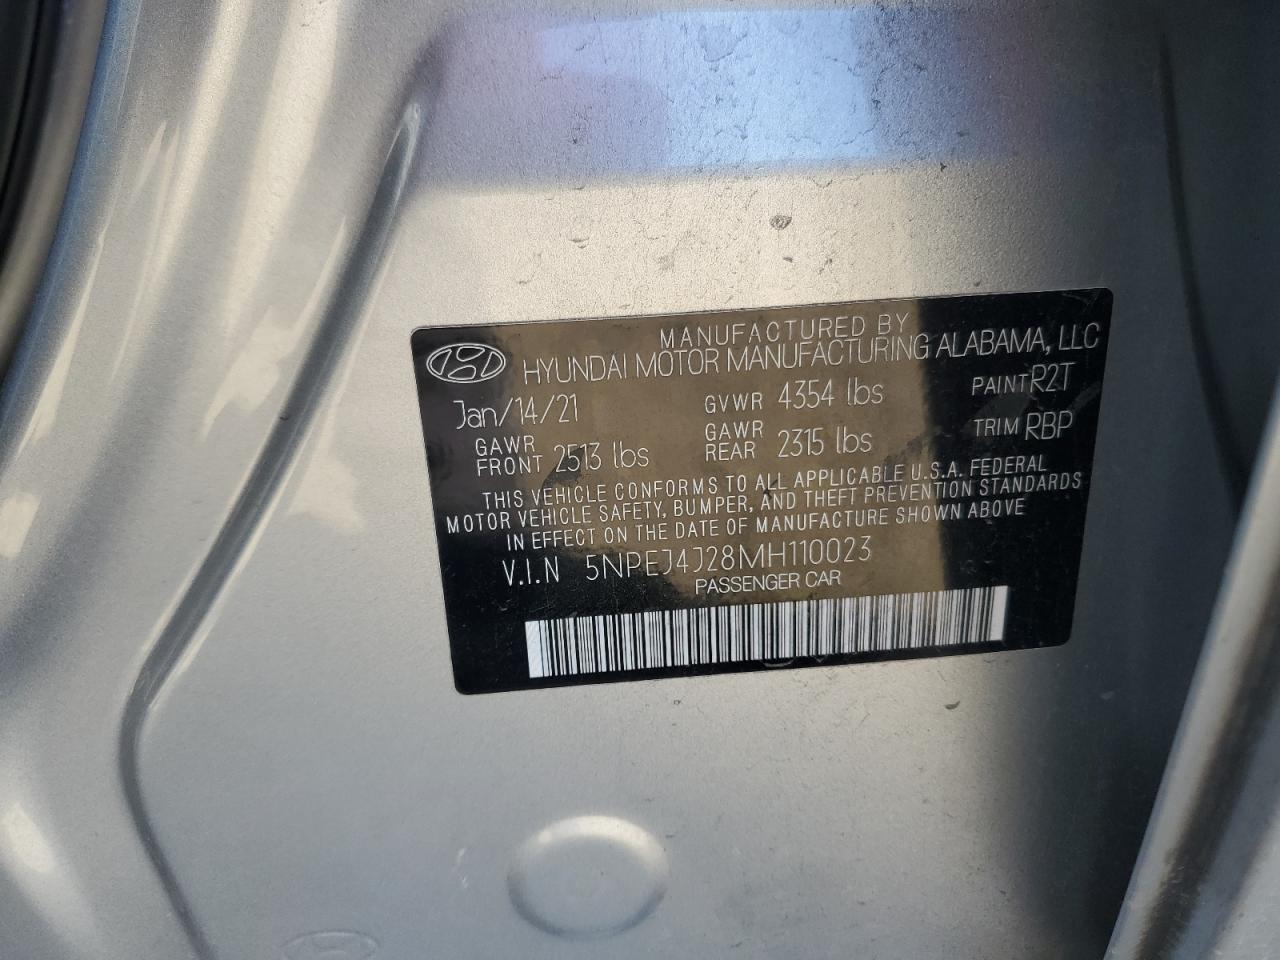 MANUFACTURED BY
HYUNDAI MOTOR MANUFACTURING ALABAMA, LLC
Jan/14/21 GVWR 4354 lbs PAINT R2T
GAWR FRONT 2513 lbs GAWR REAR 2315 lbs TRIM RBP
THIS VEHICLE CONFORMS TO ALL APPLICABLE U.S.A. FEDERAL
MOTOR VEHICLE SAFETY, BUMPER, AND THEFT PREVENTION STANDARDS
IN EFFECT ON THE DATE OF MANUFACTURE SHOWN ABOVE
V.I.N 5NPEJ4J28MH110023
PASSENGER CAR